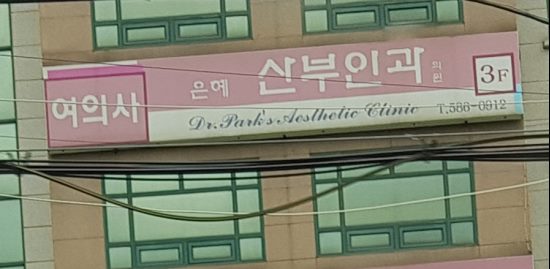 여의사 은혜 산부인과 의원 3F
Dr. Park's Aesthetic Clinic T.586-0912